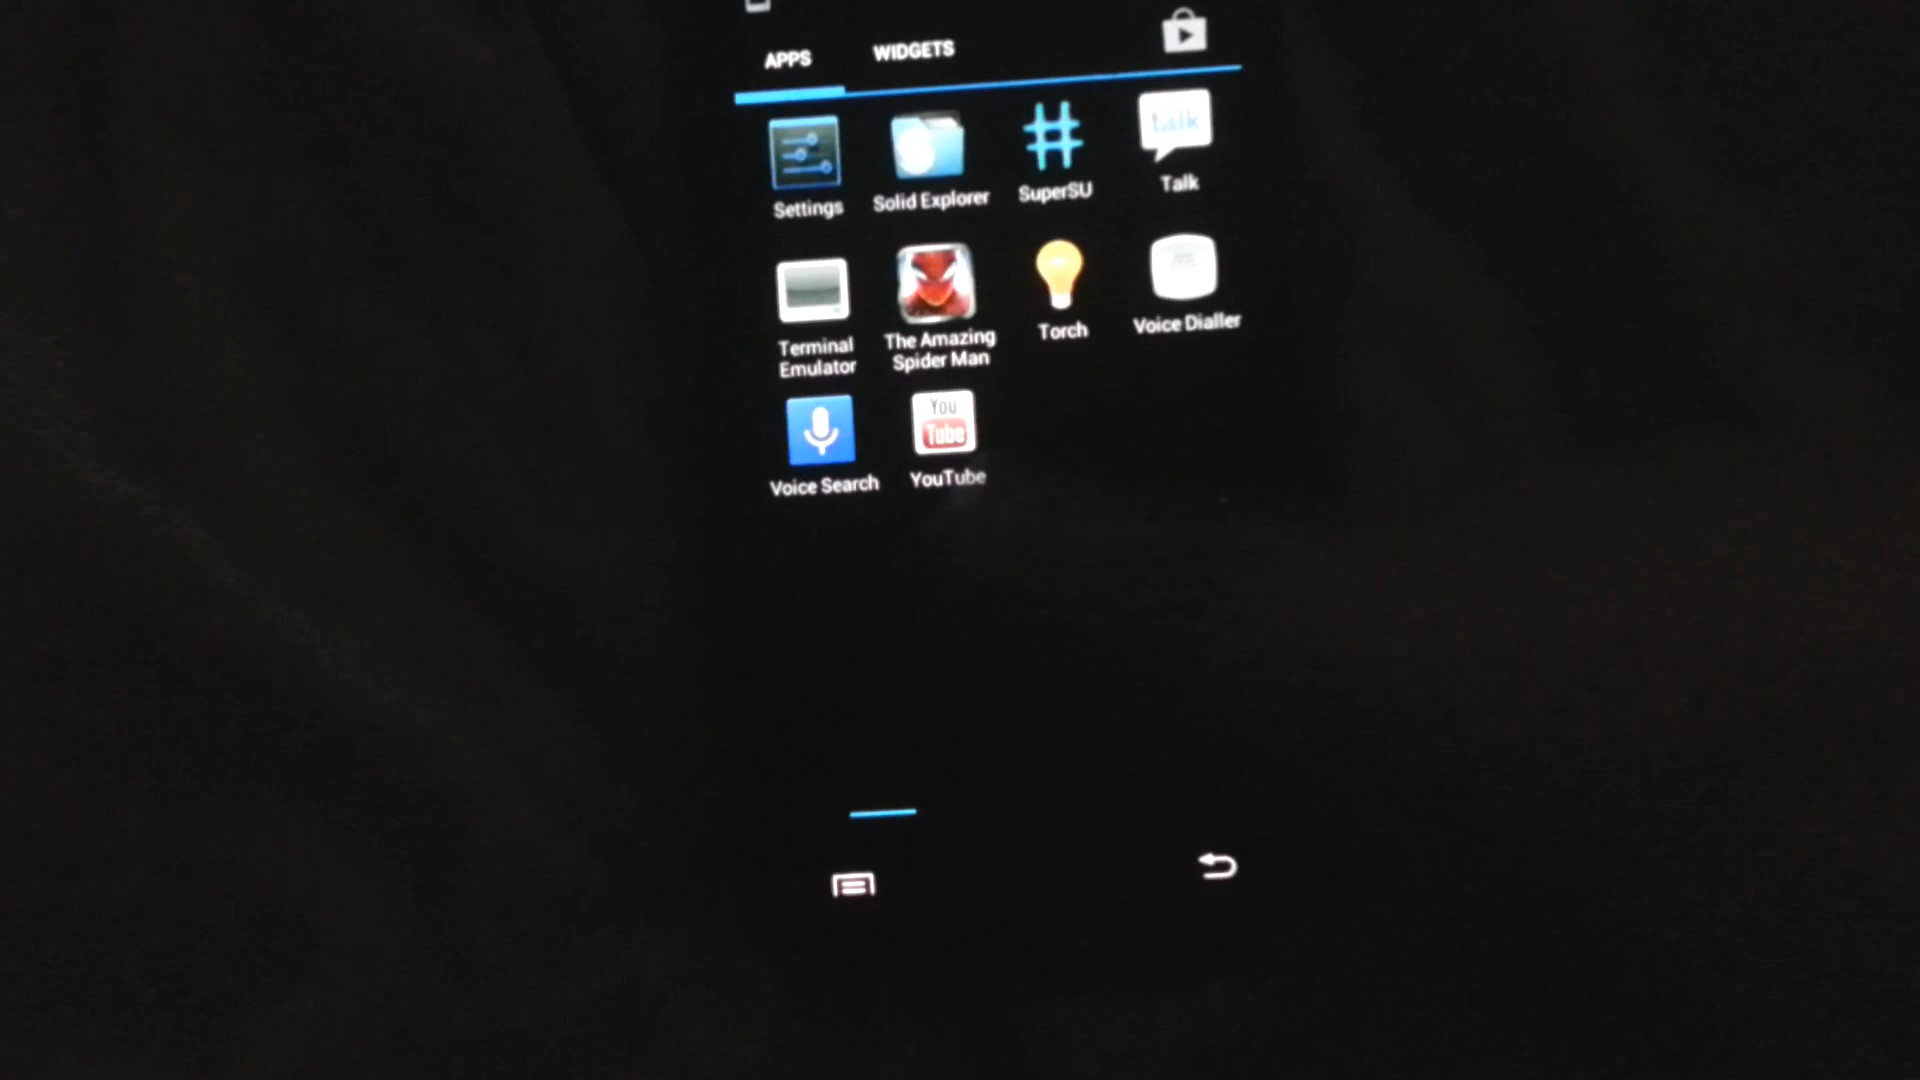 APPS WIDGETS
talk
Settings Solid Explorer SuperSU Talk
The Amazing
Spider Man
Terminal
Emulator
Torch Voice Dialler
You
Tube
Voice Search YouTube